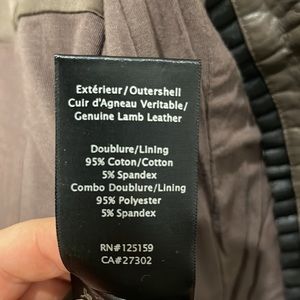 Extérieur/Outershell
Cuir d'Agneau Veritable/
Genuine Lamb Leather
Doublure/Lining
95% Coton/Cotton
5% Spandex
Combo Doublure/Lining
95% Polyester
5% Spandex
RN#125159
CA#27302